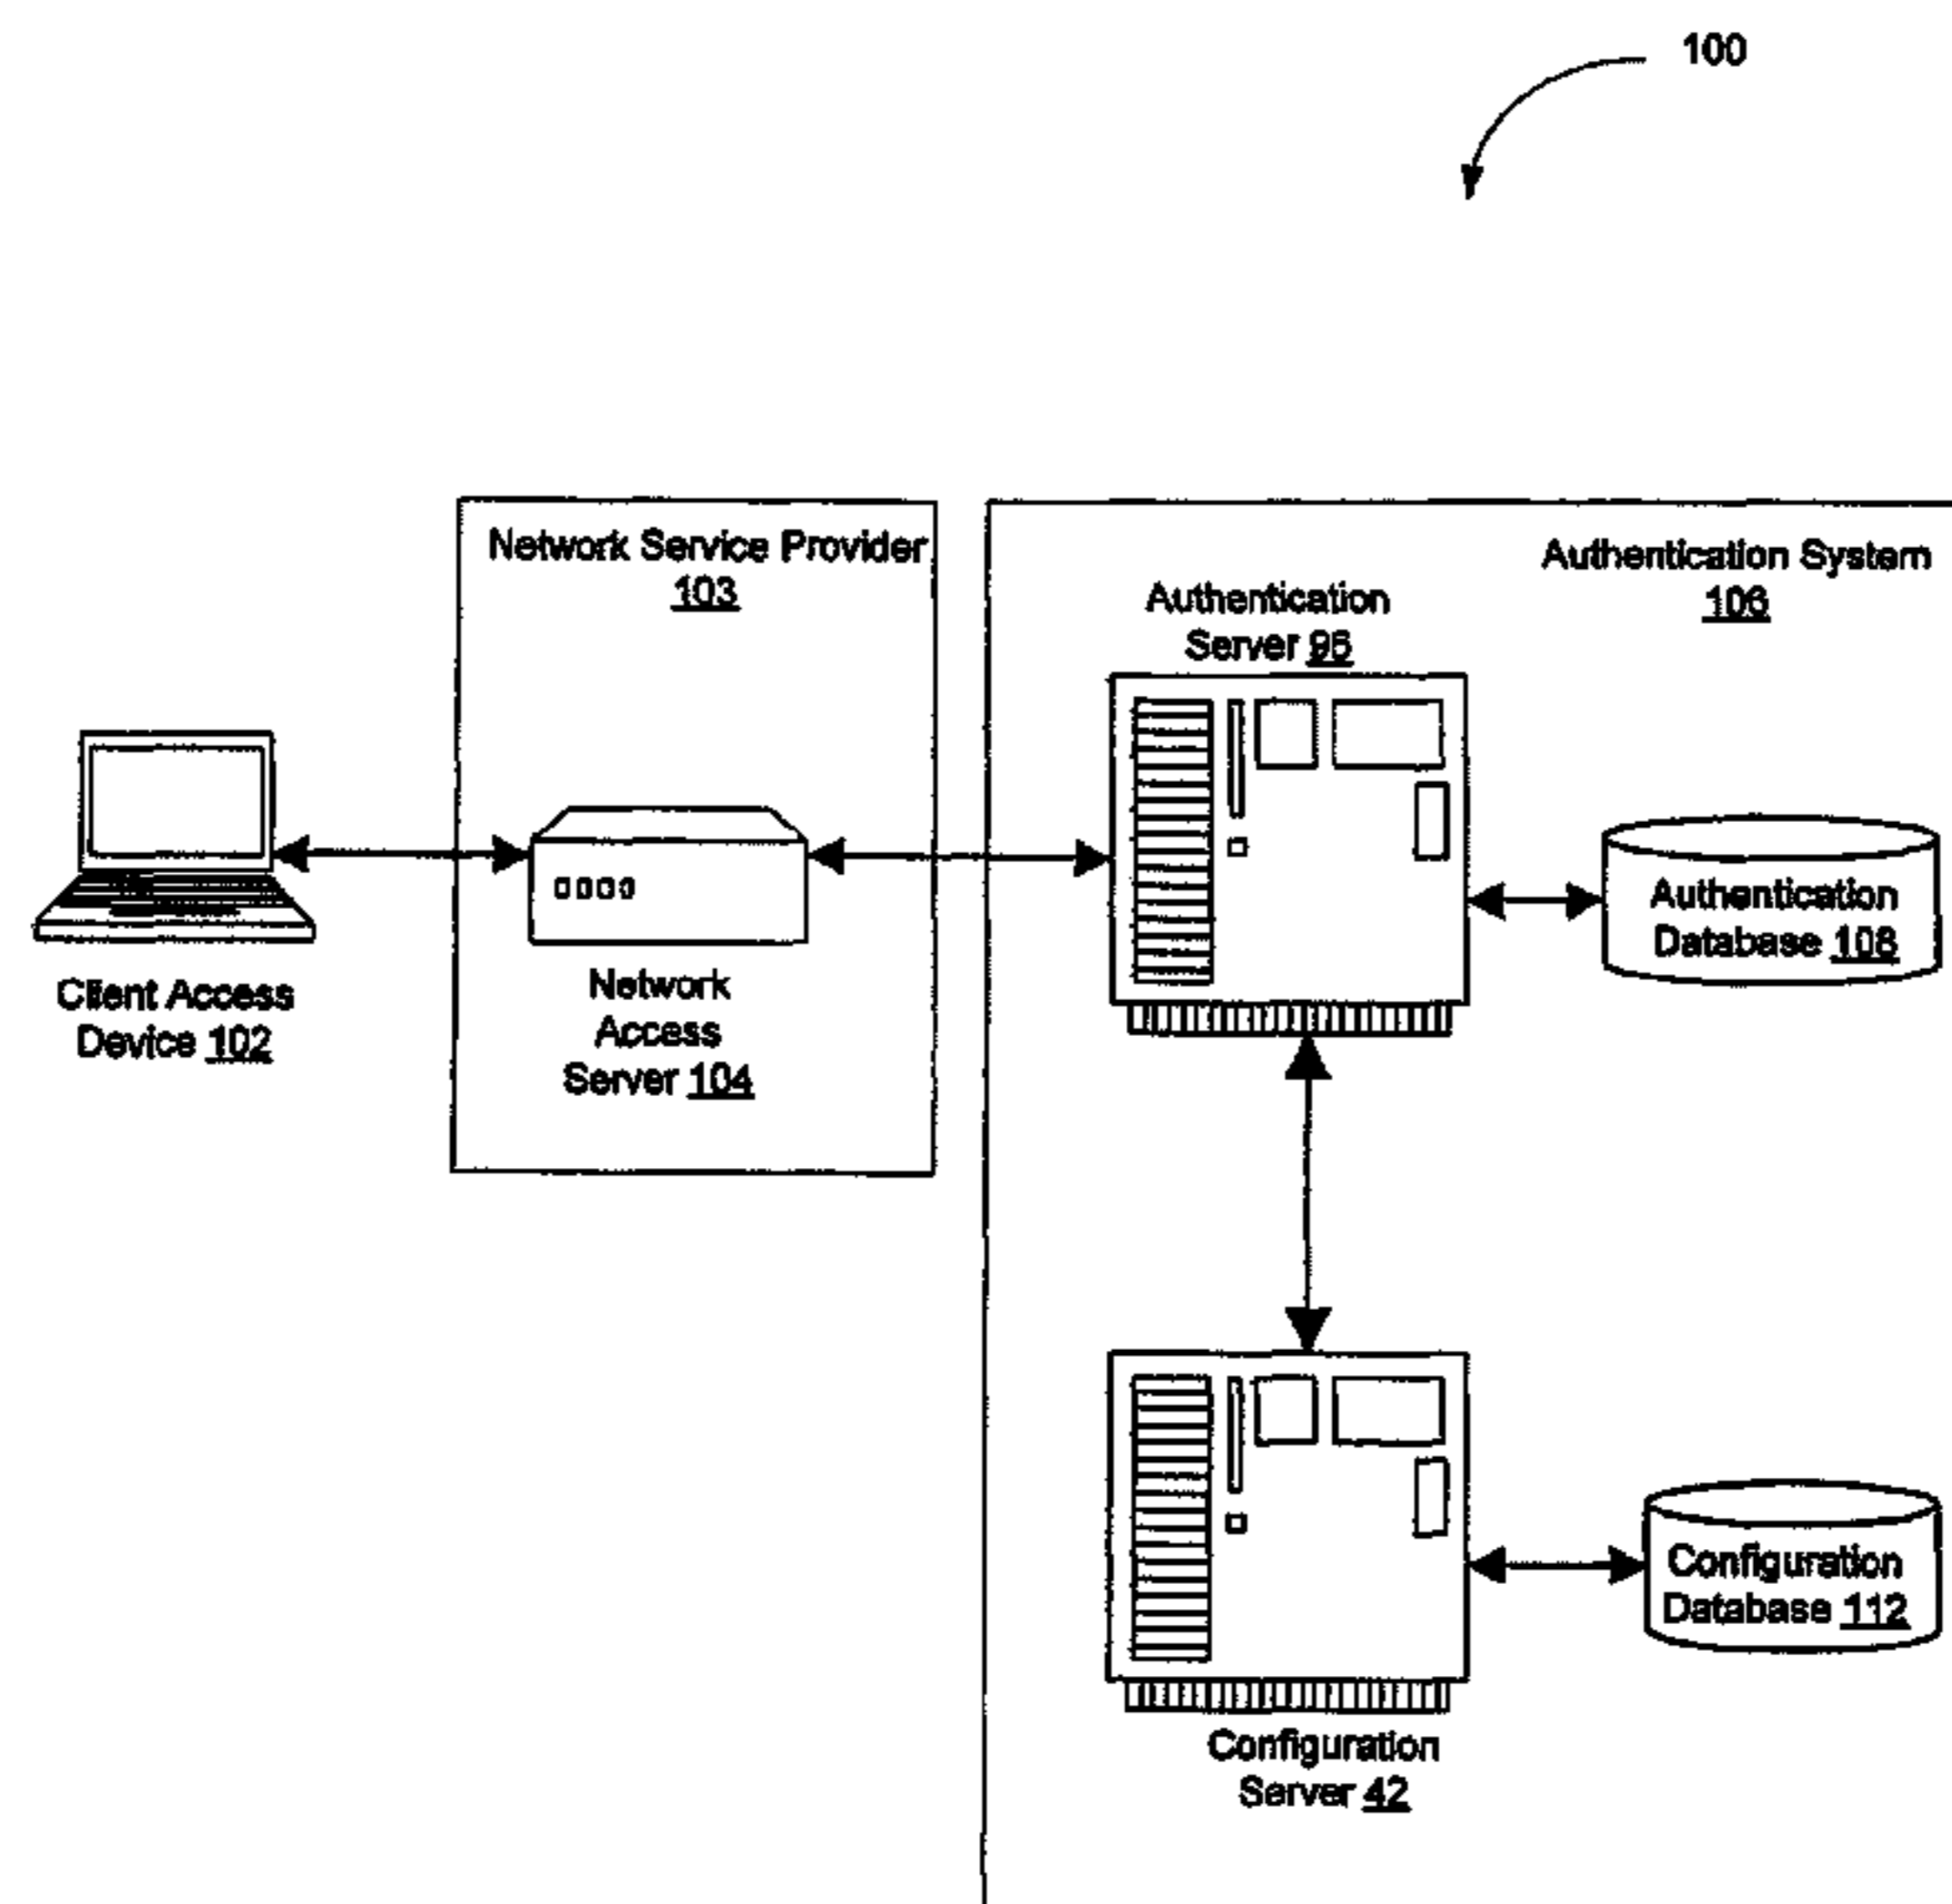 100
Network Service Provider
103
Authentication System
106
Authentication
Server 96
Authentication
Database 108
Client Access
Device 102
Network
Access
Server 104
Configuration
Database 112
Configuration
Server 42